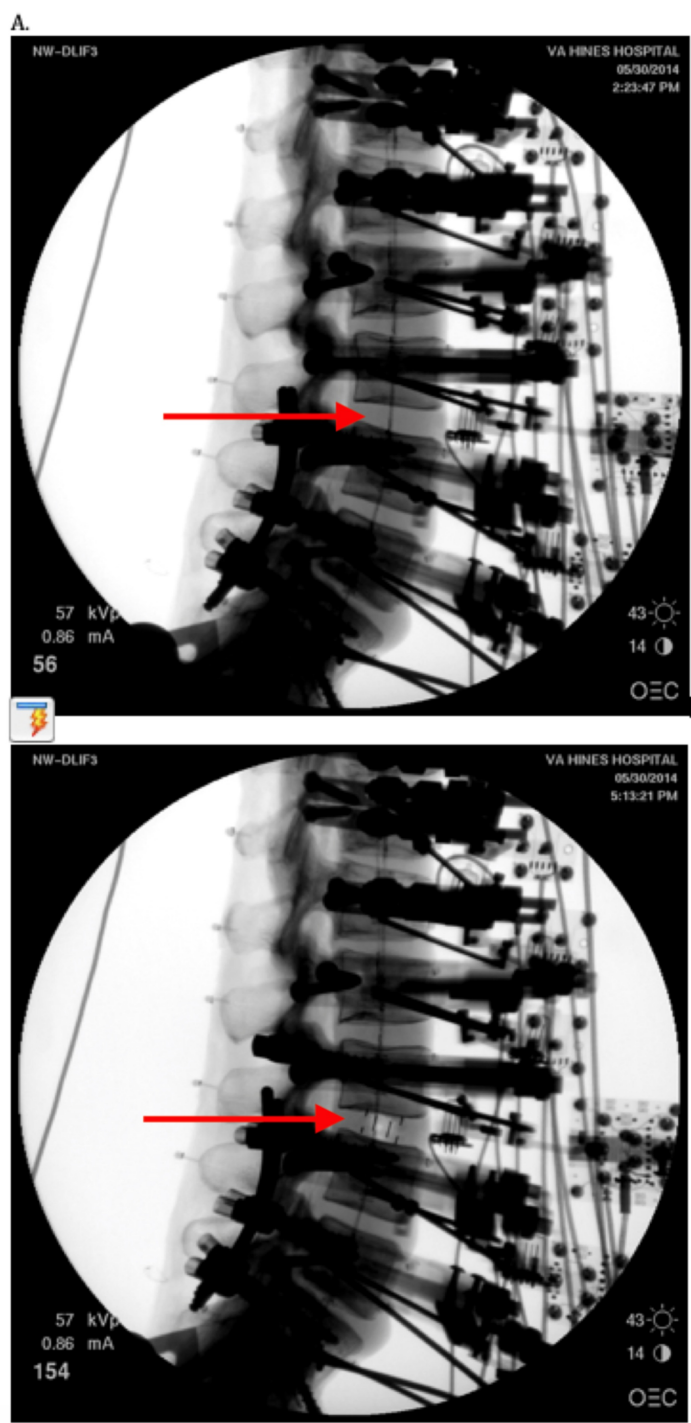 A.
NW-DLIF3
VA HINES HOSPITAL
05/30/2014
2:23:47 PM
57 kVp
0.86 mA
56
43
14
OEC
NW-DLIF3
VA HINES HOSPITAL
05/30/2014
5:13:21 PM
57 kVp
0.86 mA
154
43
14
OEC